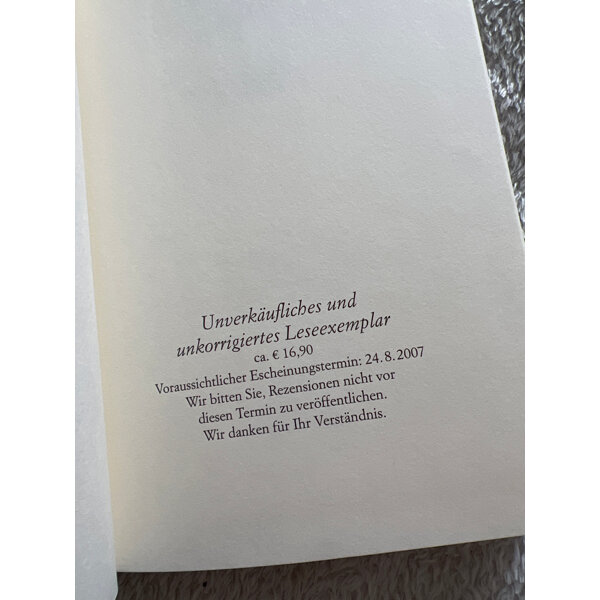 Unverkäufliches und
unkorrigiertes Leseexemplar
ca. € 16,90
Voraussichtlicher Escheinungstermin: 24.8.2007
Wir bitten Sie, Rezensionen nicht vor
diesen Termin zu veröffentlichen.
Wir danken für Ihr Verständnis.